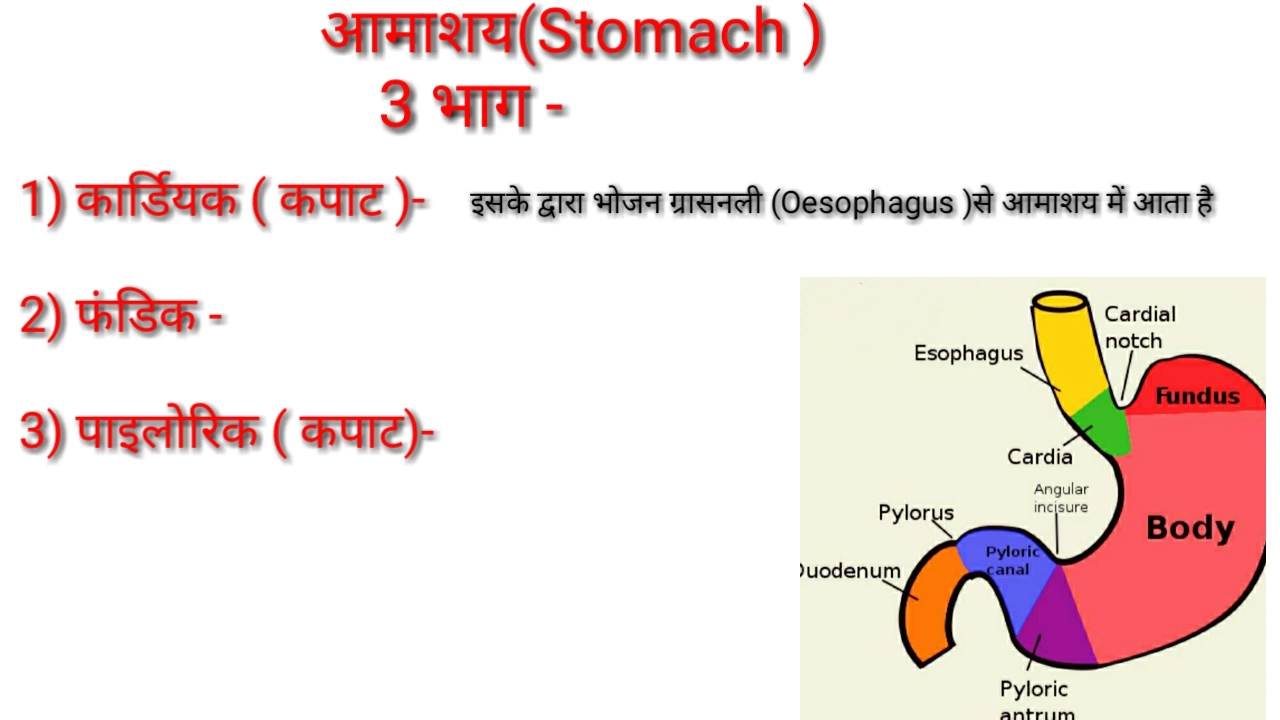 आमाशय(Stomach )
3 भाग -
1) कार्डियक ( कपाट )- इसके द्वारा भोजन ग्रासनली (Oesophagus )से आमाशय में आता है
2) फंडिक -
3) पाइलोरिक ( कपाट)-
Cardial
notch
Esophagus
Fundus
Cardia
Angular
incisure
Pylorus
Body
Pyloric
canal
Duodenum
Pyloric
antrum